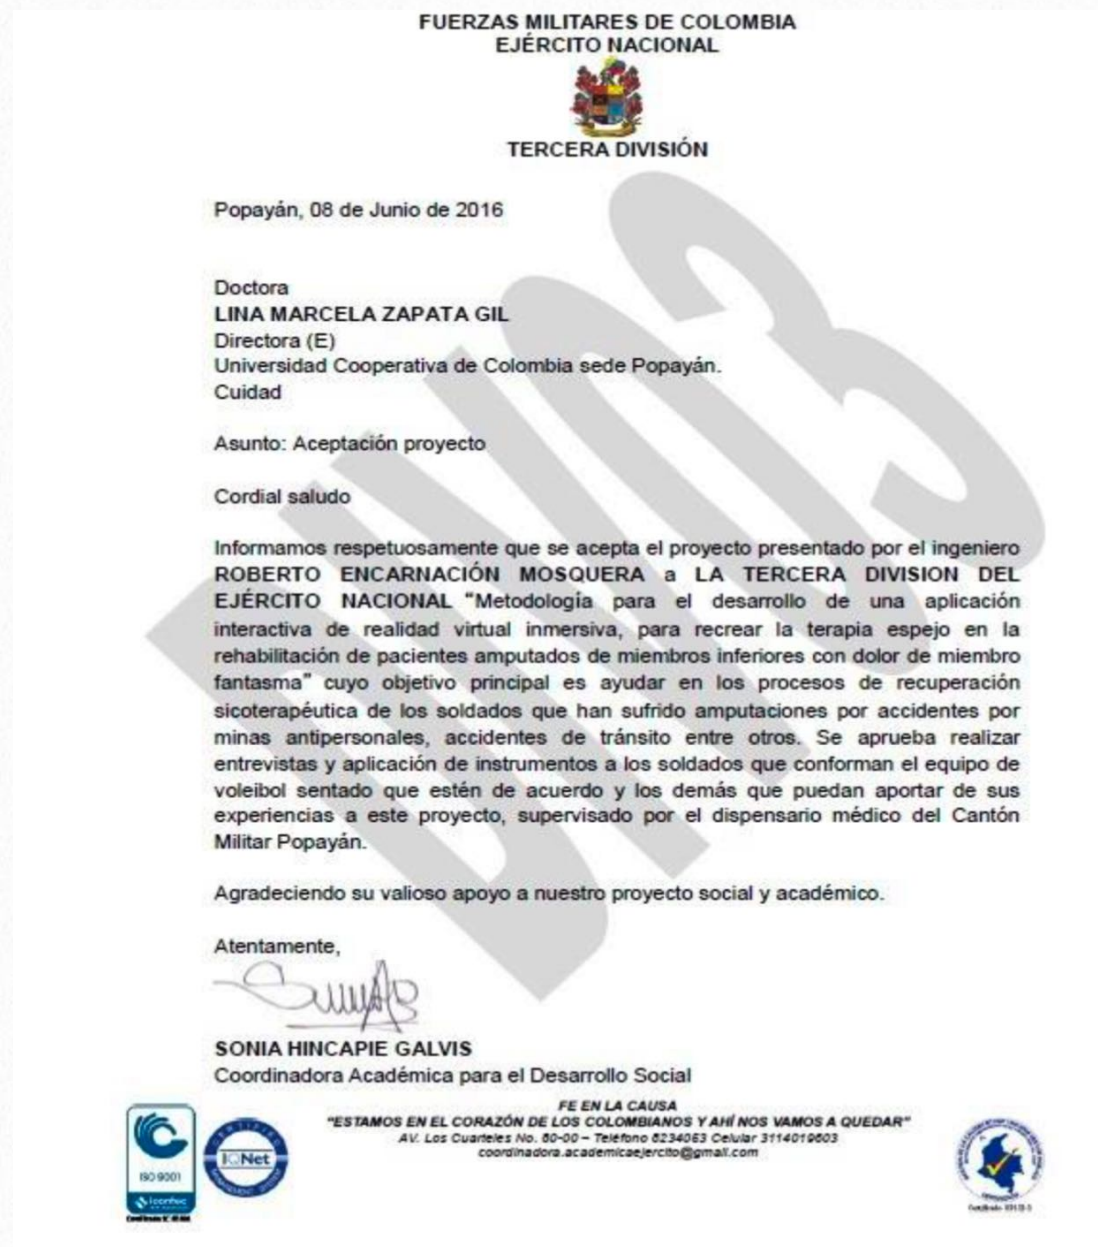 FUERZAS MILITARES DE COLOMBIA
EJÉRCITO NACIONAL
TERCERA DIVISIÓN
Popayán, 08 de Junio de 2016
Doctora
LINA MARCELA ZAPATA GIL
Directora (E)
Universidad Cooperativa de Colombia sede Popayán.
Cuidad
Asunto: Aceptación proyecto
Cordial saludo
Informamos respetuosamente que se acepta el proyecto presentado por el ingeniero
ROBERTO ENCARNACIÓN MOSQUERA a LA TERCERA DIVISION DEL
EJÉRCITO NACIONAL “Metodología para el desarrollo de una aplicación
interactiva de realidad virtual inmersiva, para recrear la terapia espejo en la
rehabilitación de pacientes amputados de miembros inferiores con dolor de miembro
fantasma” cuyo objetivo principal es ayudar en los procesos de recuperación
sicoterapéutica de los soldados que han sufrido amputaciones por accidentes por
minas antipersonales, accidentes de tránsito entre otros. Se aprueba realizar
entrevistas y aplicación de instrumentos a los soldados que conforman el equipo de
voleibol sentado que estén de acuerdo y los demás que puedan aportar de sus
experiencias a este proyecto, supervisado por el dispensario médico del Cantón
Militar Popayán.
Agradeciendo su valioso apoyo a nuestro proyecto social y académico.
Atentamente,
SONIA HINCAPIE GALVIS
Coordinadora Académica para el Desarrollo Social
FE EN LA CAUSA
"ESTAMOS EN EL CORAZÓN DE LOS COLOMBIANOS Y AHÍ NOS VAMOS A QUEDAR"
AV. Los Cuarteles No. 60-00 – Teléfono 8234063 Celular 3114019603
coordinadora.academicaejercito@gmail.com
ISO 9001
icontec
CERTIFIED
IQNet
MANAGEMENT SYSTEM
DIV03